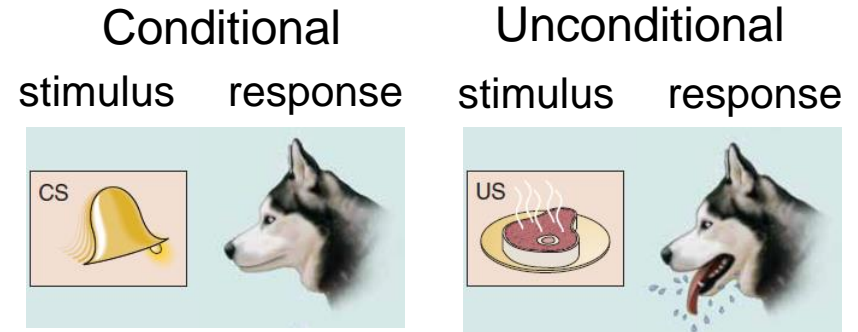 Conditional
stimulus response
CS
Unconditional
stimulus response
US